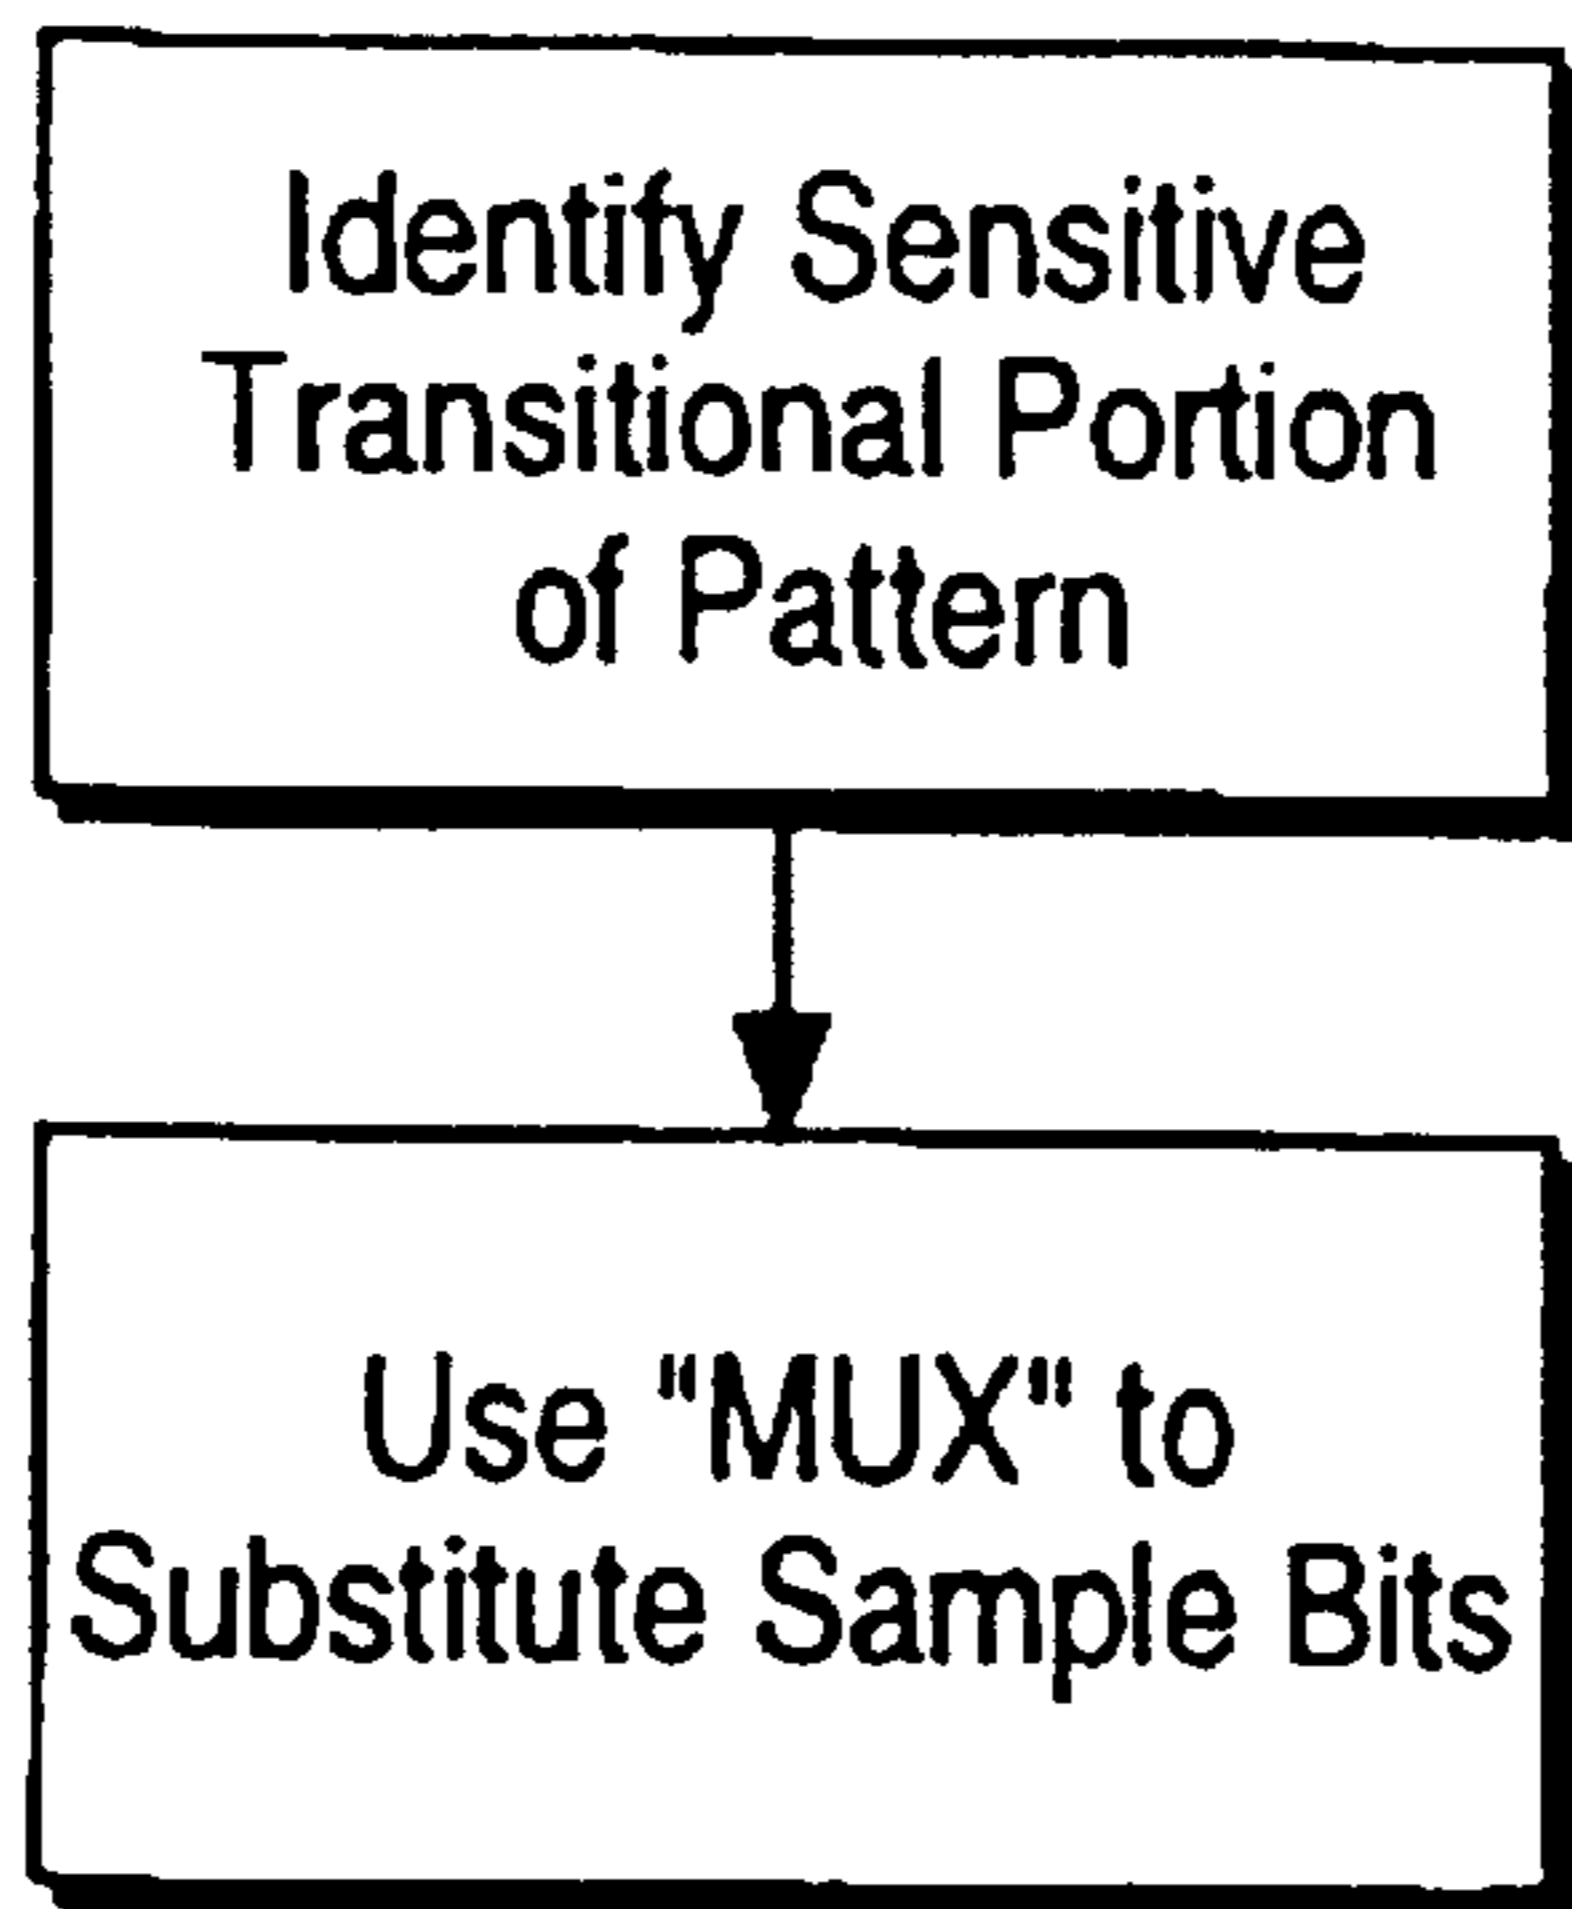 Identify Sensitive
Transitional Portion
of Pattern
Use "MUX" to
Substitute Sample Bits